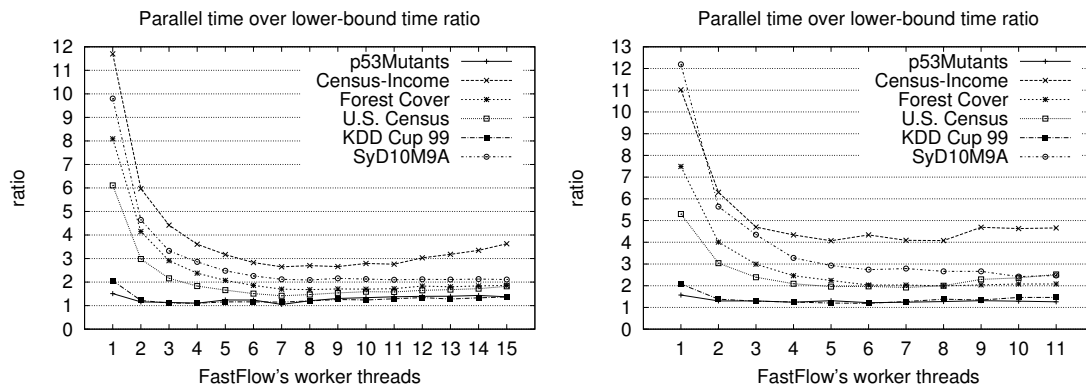 Parallel time over lower-bound time ratio
12
11
10
9
8
7
6
5
4
3
2
1
0
ratio
p53Mutants
Census-Income
Forest Cover
U.S. Census
KDD Cup 99
SyD10M9A
1 2 3 4 5 6 7 8 9 10 11 12 13 14 15
FastFlow's worker threads
Parallel time over lower-bound time ratio
13
12
11
10
9
8
7
6
5
4
3
2
1
0
ratio
p53Mutants
Census-Income
Forest Cover
U.S. Census
KDD Cup 99
SyD10M9A
1 2 3 4 5 6 7 8 9 10 11
FastFlow's worker threads